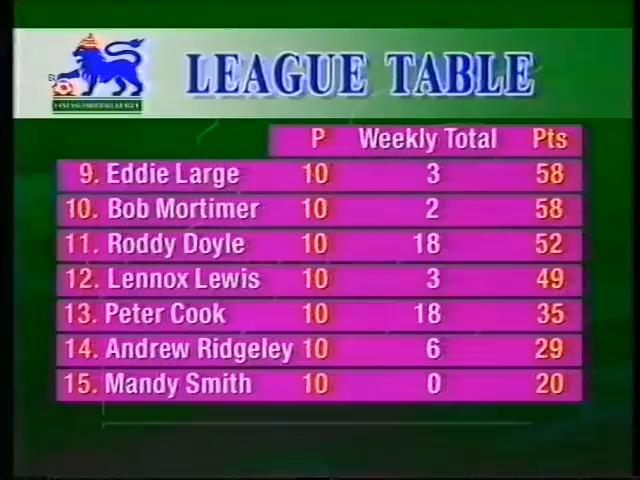 LEAGUE TABLE
P Weekly Total Pts
9. Eddie Large 10 3 58
10. Bob Mortimer 10 2 58
11. Roddy Doyle 10 18 52
12. Lennox Lewis 10 3 49
13. Peter Cook 10 18 35
14. Andrew Ridgeley 10 6 29
15. Mandy Smith 10 0 20